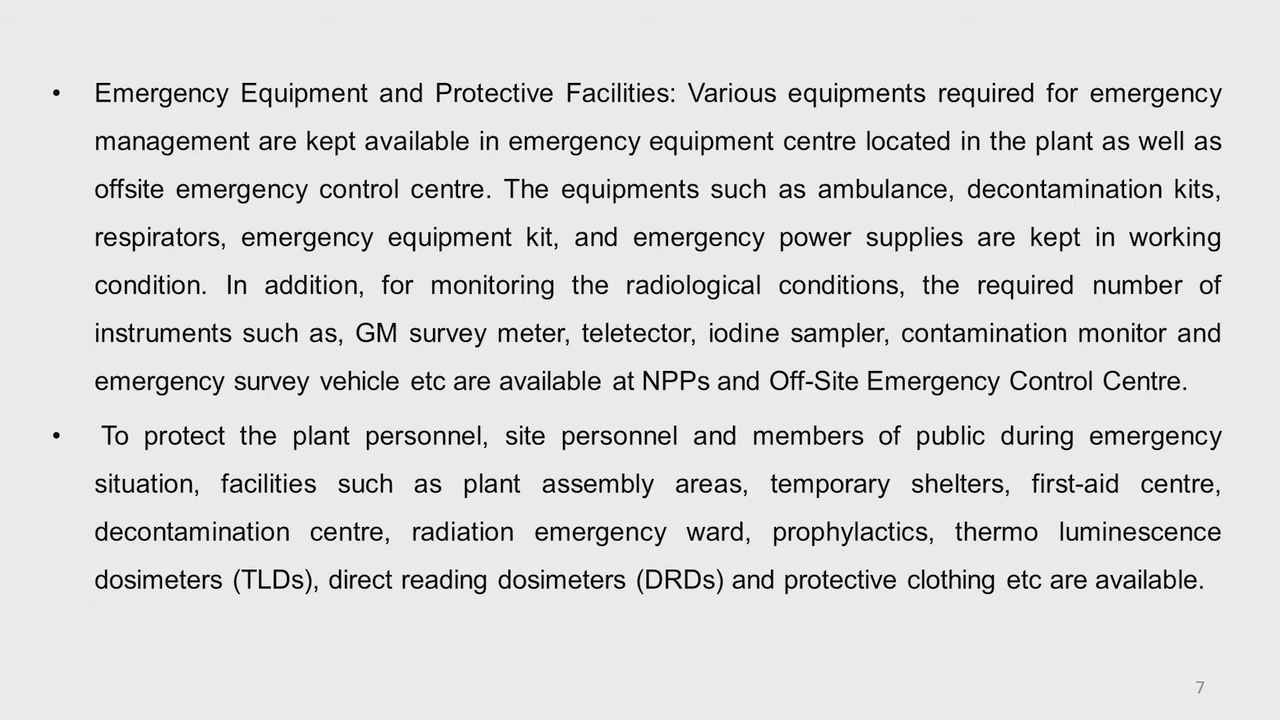 • Emergency Equipment and Protective Facilities: Various equipments required for emergency
management are kept available in emergency equipment centre located in the plant as well as
offsite emergency control centre. The equipments such as ambulance, decontamination kits,
respirators, emergency equipment kit, and emergency power supplies are kept in working
condition. In addition, for monitoring the radiological conditions, the required number of
instruments such as, GM survey meter, teletector, iodine sampler, contamination monitor and
emergency survey vehicle etc are available at NPPs and Off-Site Emergency Control Centre.
• To protect the plant personnel, site personnel and members of public during emergency
situation, facilities such as plant assembly areas, temporary shelters, first-aid centre,
decontamination centre, radiation emergency ward, prophylactics, thermo luminescence
dosimeters (TLDs), direct reading dosimeters (DRDs) and protective clothing etc are available.
7